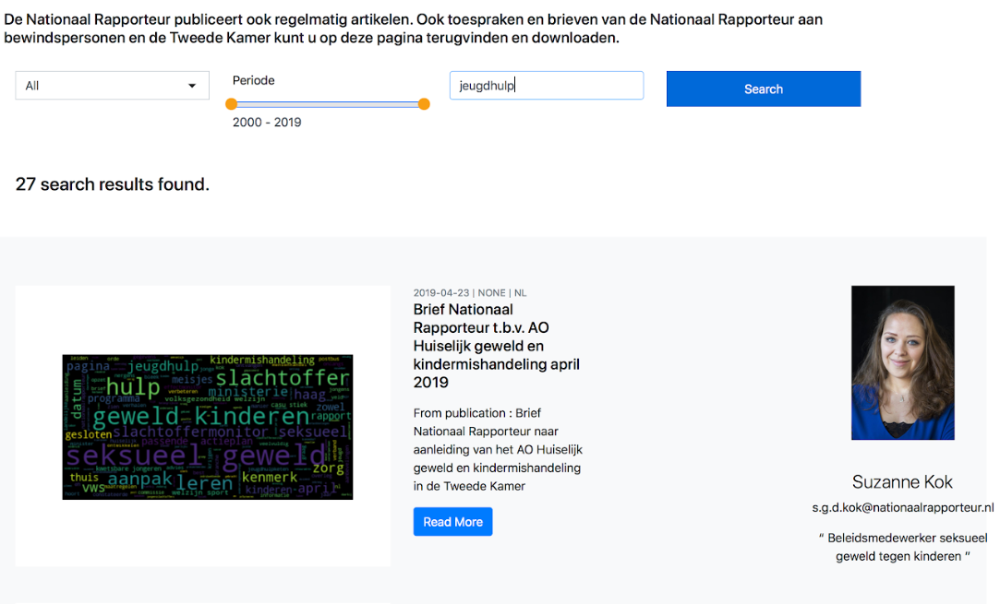 De Nationaal Rapporteur publiceert ook regelmatig artikelen. Ook toespraken en brieven van de Nationaal Rapporteur aan
bewindspersonen en de Tweede Kamer kunt u op deze pagina terugvinden en downloaden.
All
Periode
jeugdhulp
Search
2000 - 2019
27 search results found.
2019-04-23 | NONE | NL
Brief Nationaal
Rapporteur t.b.v. AO
Huiselijk geweld en
kindermishandeling april
2019
From publication : Brief
Nationaal Rapporteur naar
aanleiding van het AO Huiselijk
geweld en kindermishandeling
in de Tweede Kamer
Read More
kindermishandeling
pagina jeugdhulp
meisjes slachtoffer
datum hulp
ministerie haag
programma
volksgezondheid welzijn
casu stiek zowel
geweld kinderen rapport
gesloten slachtoffermonitor seksueel
passende actieplan
seksueel geweld
kwetsbare jongeren
zorg
thuis aanpak leren kenmerk
vws
welzijn sport kinderen april
Suzanne Kok
s.g.d.kok@nationaalrapporteur.nl
“ Beleidsmedewerker seksueel
geweld tegen kinderen ”